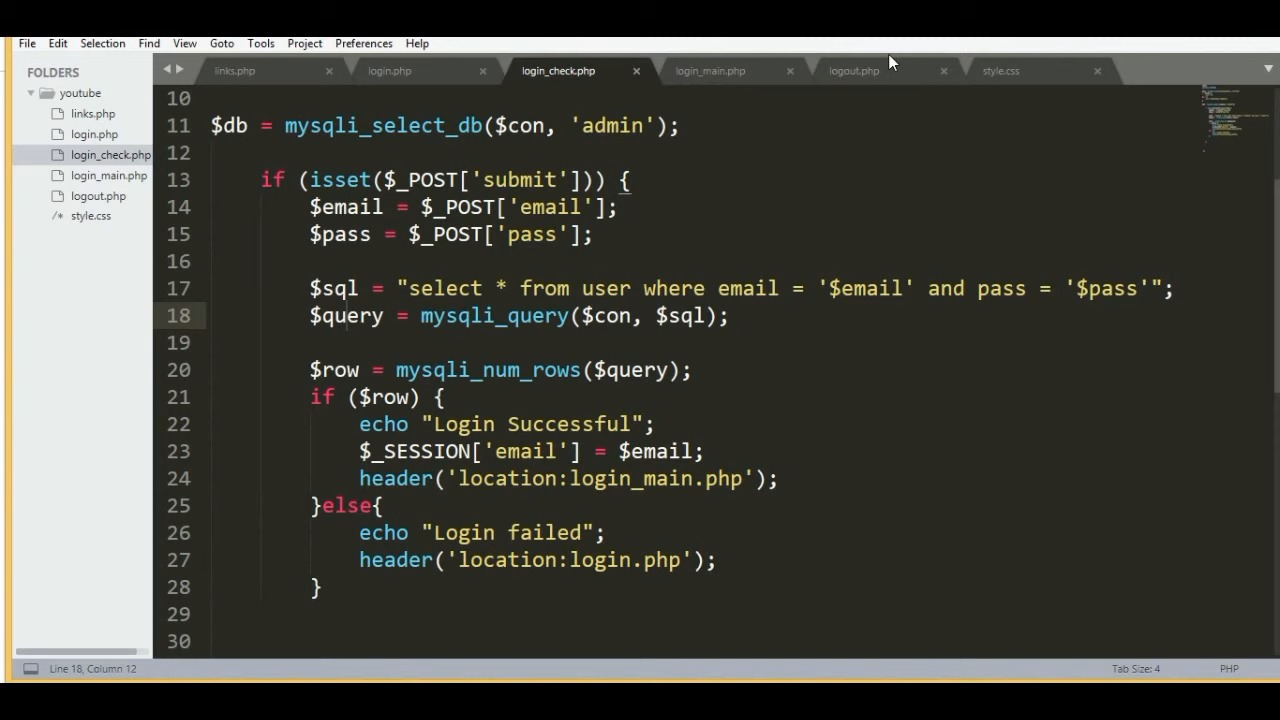 File Edit Selection Find View Goto Tools Project Preferences Help
FOLDERS
youtube
links.php
login.php
login_check.php
login_main.php
logout.php
/* style.css
links.php × login.php × login_check.php × login_main.php × logout.php × style.css ×
10
11 $db = mysqli_select_db($con, 'admin');
12
13 if (isset($_POST['submit'])) {
14 $email = $_POST['email'];
15 $pass = $_POST['pass'];
16
17 $sql = "select * from user where email = '$email' and pass = '$pass'";
18 $query = mysqli_query($con, $sql);
19
20 $row = mysqli_num_rows($query);
21 if ($row) {
22 echo "Login Successful";
23 $_SESSION['email'] = $email;
24 header('location:login_main.php');
25 }else{
26 echo "Login failed";
27 header('location:login.php');
28 }
29
30
Line 18, Column 12 Tab Size: 4 PHP